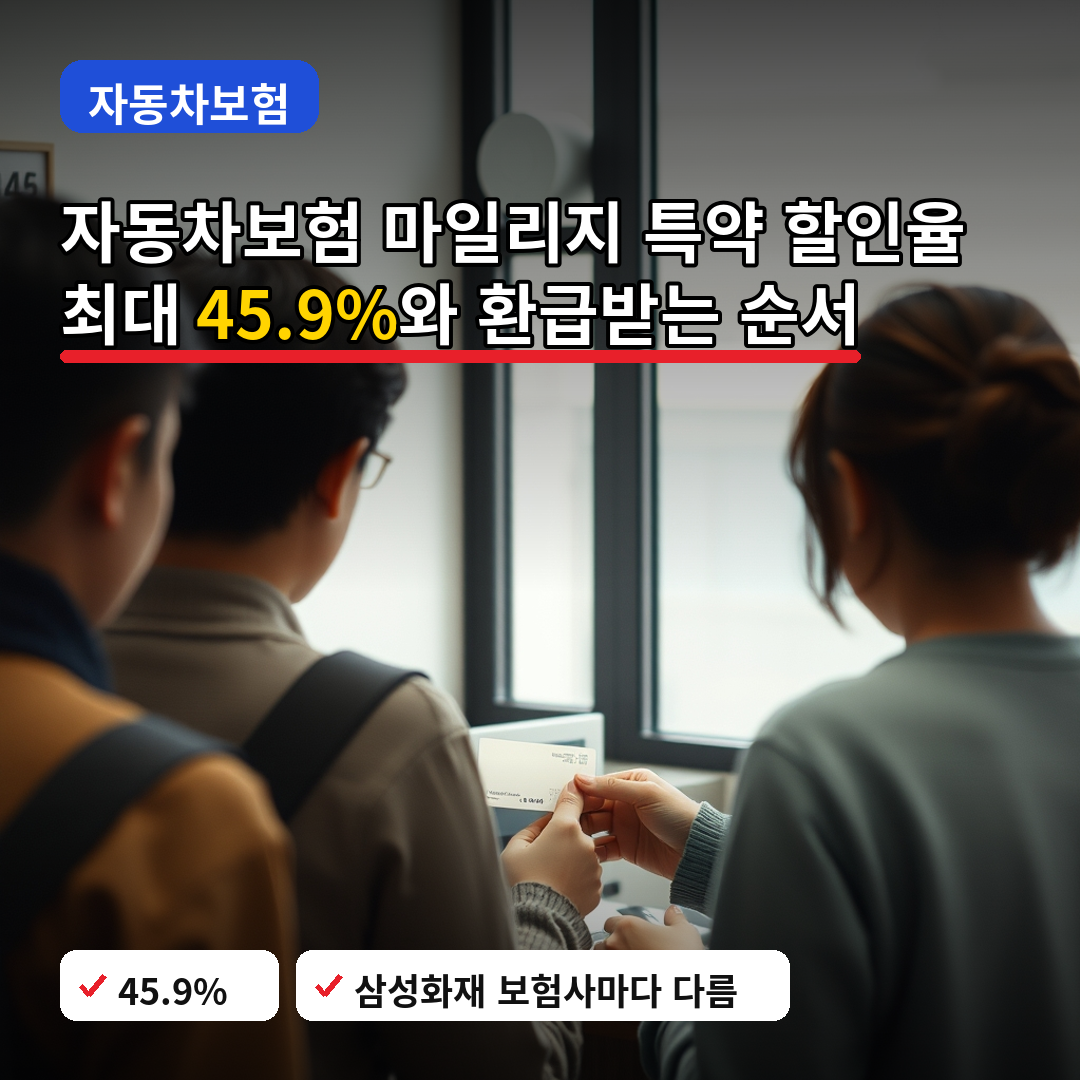 자동차보험
145
자동차보험 마일리지 특약 할인율
최대 45.9%와 환급받는 순서
45.9%
삼성화재 보험사마다 다름